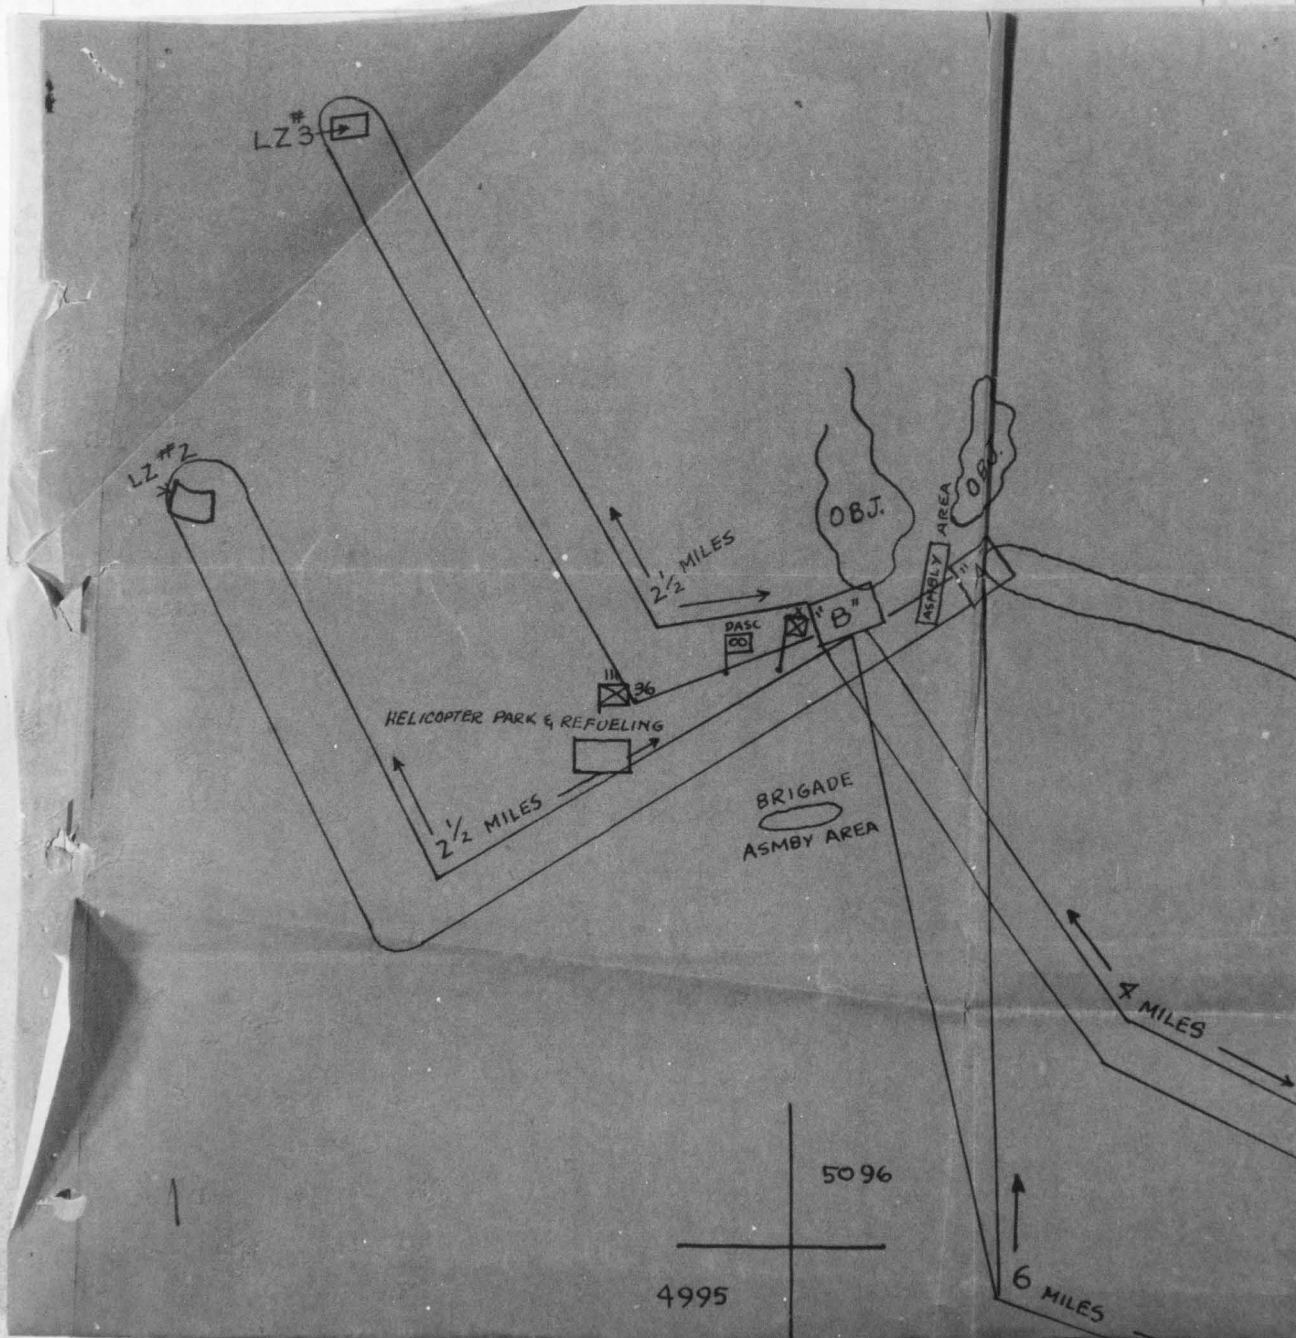 LZ #3
LZ #2
OBJ.
OBJ.
ASMBLY AREA
2 1/2 MILES
"A"
"B"
DASC
III
36
HELICOPTER PARK & REFUELING
2 1/2 MILES
BRIGADE
ASMBY AREA
4 MILES
5096
4995
6 MILES